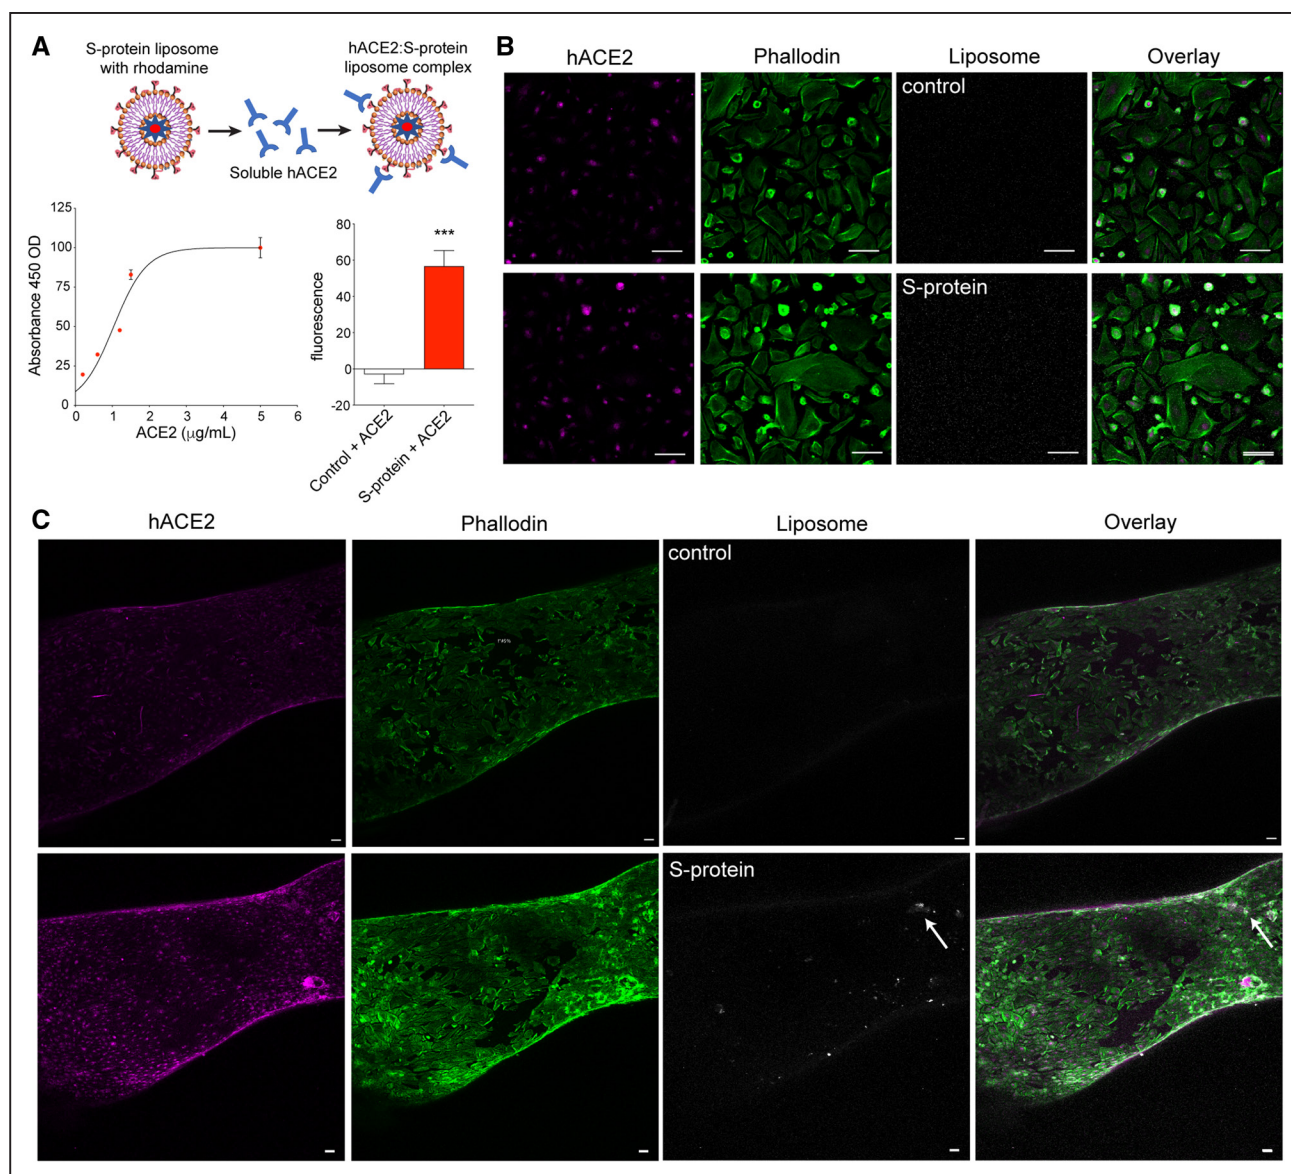 A
S-protein liposome
with rhodamine
hACE2:S-protein
liposome complex
Soluble hACE2
Absorbance 450 OD
125
100
75
50
25
0
0 1 2 3 4 5 6
ACE2 (μg/mL)
fluorescence
80
60
40
20
0
-20
***
Control + ACE2
S-protein + ACE2
B
hACE2 Phallodin Liposome Overlay
control
S-protein
C
hACE2 Phallodin Liposome Overlay
control
S-protein